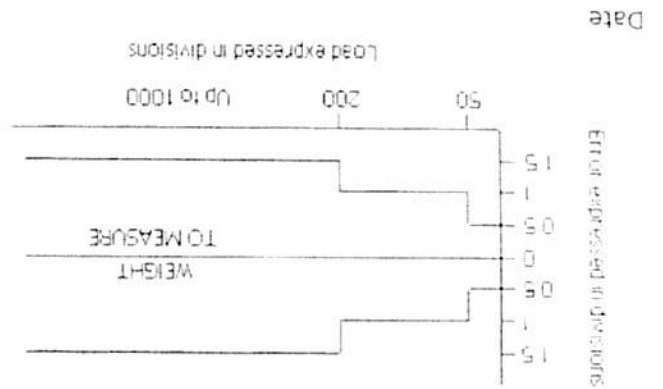 Error expressed in divisions
1.5
1
0.5
WEIGHT
0
TO MEASURE
0.5
1
1.5
50 200 Up to 1000
Load expressed in divisions
Date